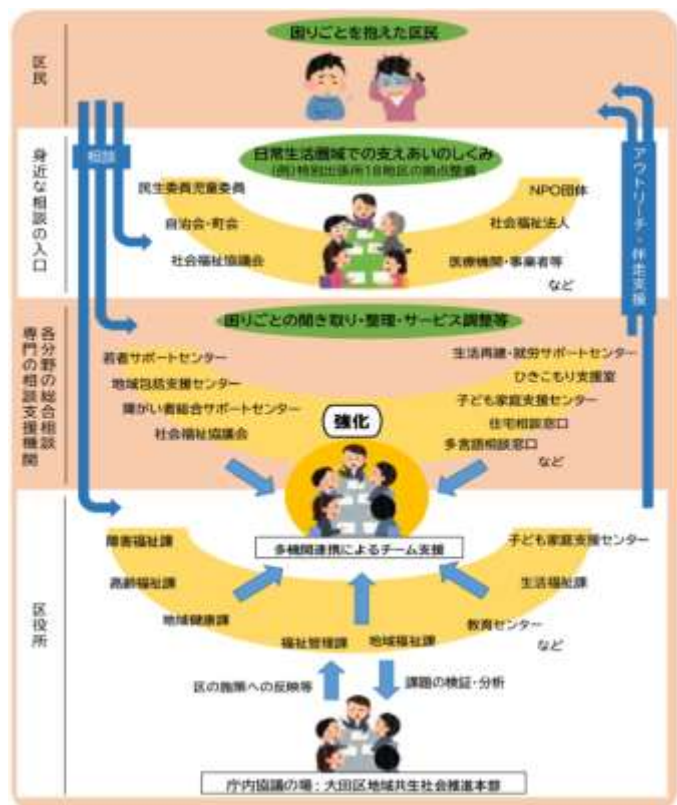 区民
困りごとを抱えた区民
身近な相談の入口
相談
日常生活圏域での支えあいのしくみ
(例)特別出張所18地区の拠点整備
民生委員児童委員
自治会・町会
社会福祉協議会
NPO団体
社会福祉法人
医療機関・事業者等
など
アウトリーチ・伴走支援
各分野の総合相談
専門の相談支援機関
困りごとの聞き取り・整理・サービス調整等
若者サポートセンター
地域包括支援センター
障がい者総合サポートセンター
社会福祉協議会
生活再建・就労サポートセンター
ひきこもり支援室
子ども家庭支援センター
住宅相談窓口
多言語相談窓口
など
強化
多機関連携によるチーム支援
区役所
障害福祉課
高齢福祉課
地域健康課
福祉管理課
地域福祉課
子ども家庭支援センター
生活福祉課
教育センター
など
区の施策への反映等
課題の検証・分析
庁内協議の場：大田区地域共生社会推進本部